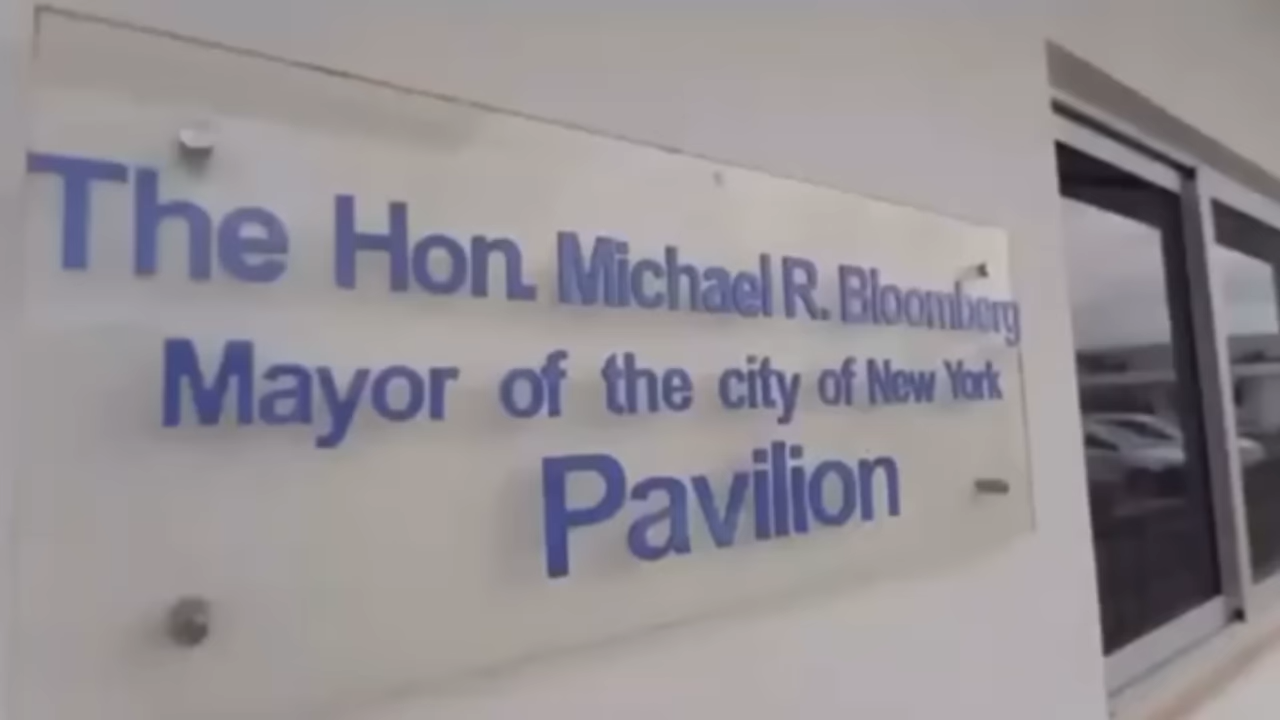 The Hon. Michael R. Bloomberg
Mayor of the city of New York
Pavilion